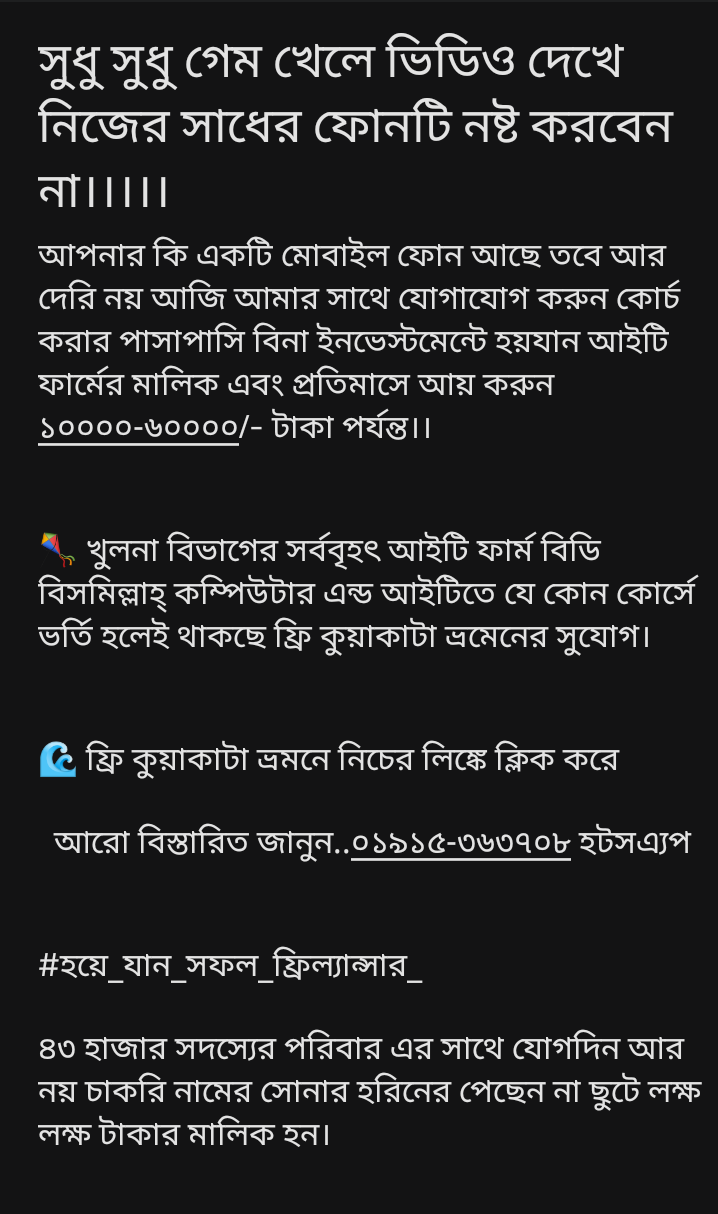 সুধু সুধু গেম খেলে ভিডিও দেখে
নিজের সাধের ফোনটি নষ্ট করবেন
না।।।।।
আপনার কি একটি মোবাইল ফোন আছে তবে আর
দেরি নয় আজি আমার সাথে যোগাযোগ করুন কোর্চ
করার পাসাপাসি বিনা ইনভেস্টমেন্টে হয়যান আইটি
ফার্মের মালিক এবং প্রতিমাসে আয় করুন
১০০০০-৬০০০০/- টাকা পর্যন্ত।।
🪁 খুলনা বিভাগের সর্ববৃহৎ আইটি ফার্ম বিডি
বিসমিল্লাহ্ কম্পিউটার এন্ড আইটিতে যে কোন কোর্সে
ভর্তি হলেই থাকছে ফ্রি কুয়াকাটা ভ্রমেনের সুযোগ।
🌊 ফ্রি কুয়াকাটা ভ্রমনে নিচের লিঙ্কে ক্লিক করে
আরো বিস্তারিত জানুন..০১৯১৫-৩৬৩৭০৮ হটসএ্যপ
#হয়ে_যান_সফল_ফ্রিল্যান্সার_
৪৩ হাজার সদস্যের পরিবার এর সাথে যোগদিন আর
নয় চাকরি নামের সোনার হরিনের পেছেন না ছুটে লক্ষ
লক্ষ টাকার মালিক হন।